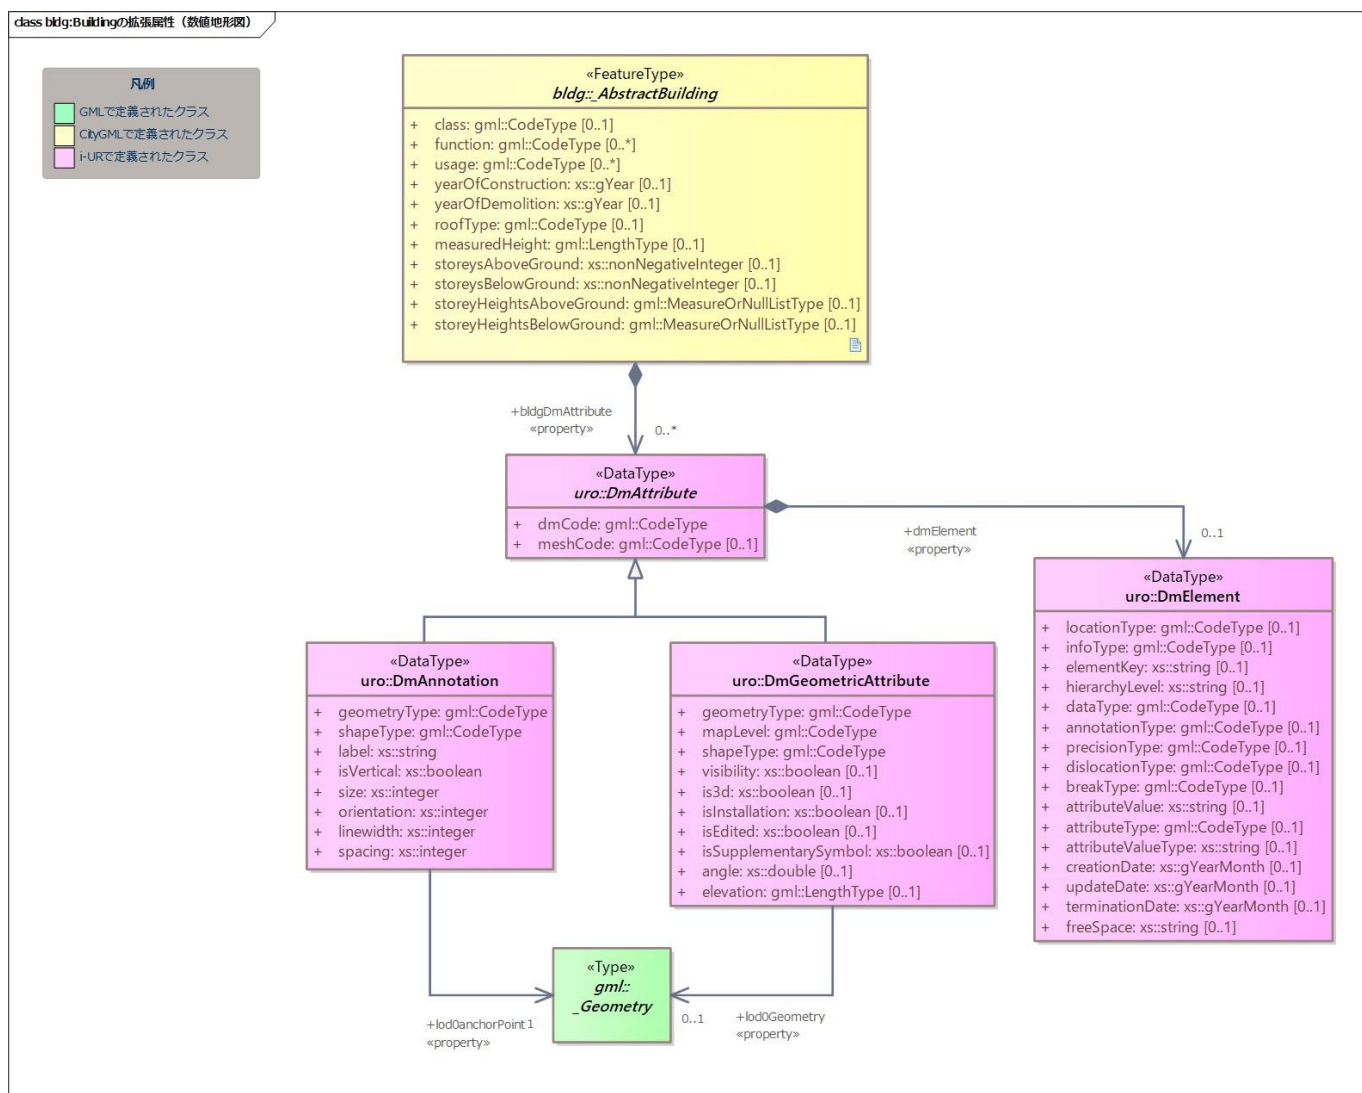 class bldg:Buildingの拡張属性（数値地形図）
凡例
GMLで定義されたクラス
CityGMLで定義されたクラス
i-URで定義されたクラス
«FeatureType»
bldg::_AbstractBuilding
+ class: gml::CodeType [0..1]
+ function: gml::CodeType [0..*]
+ usage: gml::CodeType [0..*]
+ yearOfConstruction: xs::gYear [0..1]
+ yearOfDemolition: xs::gYear [0..1]
+ roofType: gml::CodeType [0..1]
+ measuredHeight: gml::LengthType [0..1]
+ storeysAboveGround: xs::nonNegativeInteger [0..1]
+ storeysBelowGround: xs::nonNegativeInteger [0..1]
+ storeyHeightsAboveGround: gml::MeasureOrNullListType [0..1]
+ storeyHeightsBelowGround: gml::MeasureOrNullListType [0..1]
+bldgDmAttribute
«property»
0..*
«DataType»
uro::DmAttribute
+ dmCode: gml::CodeType
+ meshCode: gml::CodeType [0..1]
+dmElement
«property»
0..1
«DataType»
uro::DmElement
+ locationType: gml::CodeType [0..1]
+ infoType: gml::CodeType [0..1]
+ elementKey: xs::string [0..1]
+ hierarchyLevel: xs::string [0..1]
+ dataType: gml::CodeType [0..1]
+ annotationType: gml::CodeType [0..1]
+ precisionType: gml::CodeType [0..1]
+ dislocationType: gml::CodeType [0..1]
+ breakType: gml::CodeType [0..1]
+ attributeValue: xs::string [0..1]
+ attributeType: gml::CodeType [0..1]
+ attributeValueType: xs::string [0..1]
+ creationDate: xs::gYearMonth [0..1]
+ updateDate: xs::gYearMonth [0..1]
+ terminationDate: xs::gYearMonth [0..1]
+ freeSpace: xs::string [0..1]
«DataType»
uro::DmAnnotation
+ geometryType: gml::CodeType
+ shapeType: gml::CodeType
+ label: xs::string
+ isVertical: xs::boolean
+ size: xs::integer
+ orientation: xs::integer
+ linewidth: xs::integer
+ spacing: xs::integer
«DataType»
uro::DmGeometricAttribute
+ geometryType: gml::CodeType
+ mapLevel: gml::CodeType
+ shapeType: gml::CodeType
+ visibility: xs::boolean [0..1]
+ is3d: xs::boolean [0..1]
+ isInstallation: xs::boolean [0..1]
+ isEdited: xs::boolean [0..1]
+ isSupplementarySymbol: xs::boolean [0..1]
+ angle: xs::double [0..1]
+ elevation: gml::LengthType [0..1]
«Type»
gml::
_Geometry
+lod0anchorPoint 1
«property»
0..1
+lod0Geometry
«property»